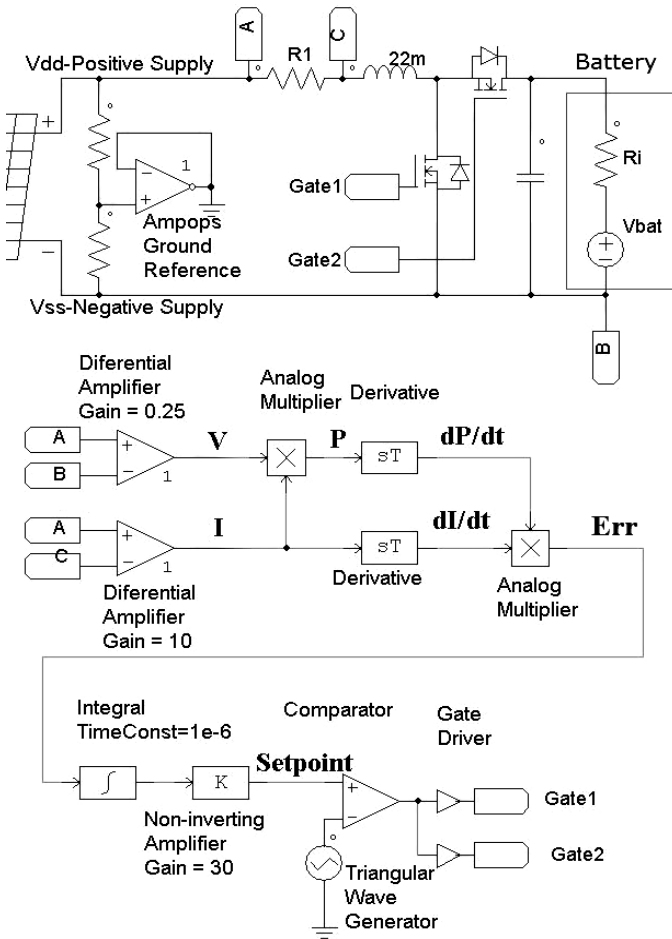 A
C
R1
22m
Vdd-Positive Supply
Battery
+
1
−
+
Gate1
Ri
Ampops
Ground
Reference
Gate2
Vbat
+
−
−
Vss-Negative Supply
B
Diferential
Amplifier
Gain = 0.25
Analog
Multiplier
Derivative
A
+
V
P
dP/dt
B
−
1
sT
A
+
I
dI/dt
Err
C
−
1
sT
Derivative
Diferential
Amplifier
Gain = 10
Analog
Multiplier
Integral
TimeConst=1e-6
Comparator
Gate
Driver
∫
K
Setpoint
+
−
Gate1
Non-inverting
Amplifier
Gain = 30
Gate2
Triangular
Wave
Generator